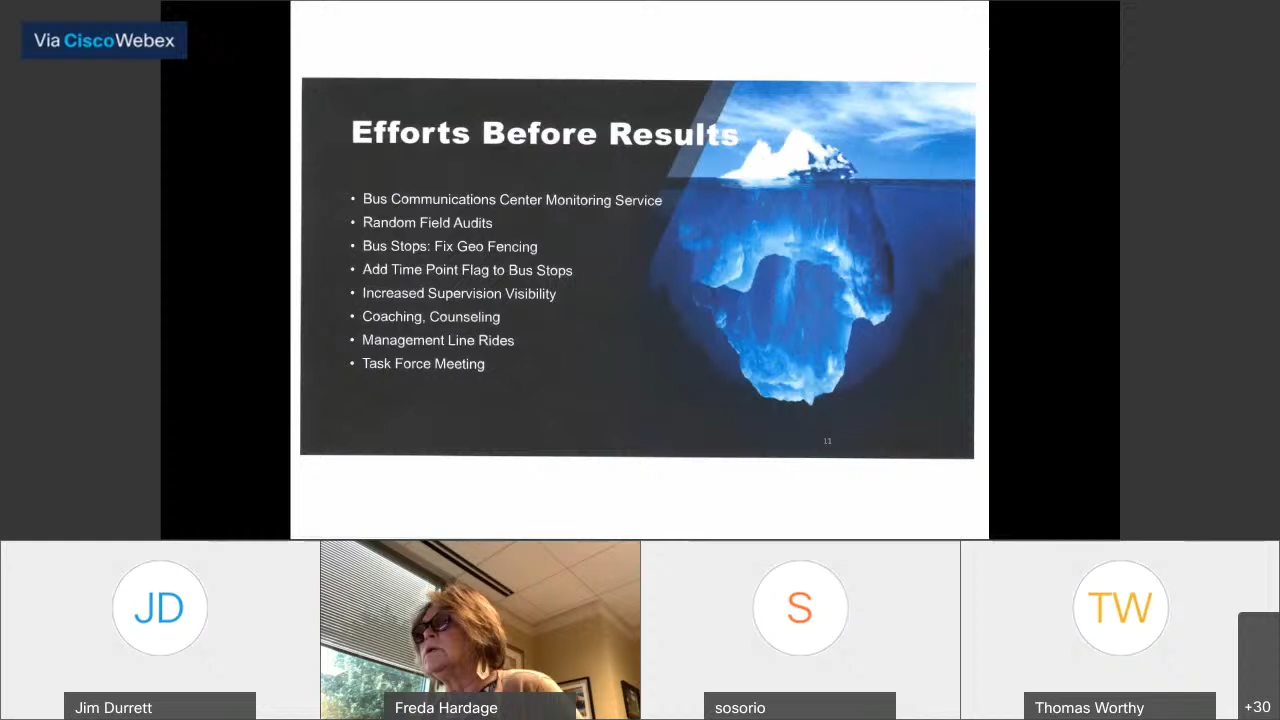 Via CiscoWebex
Efforts Before Results
• Bus Communications Center Monitoring Service
• Random Field Audits
• Bus Stops: Fix Geo Fencing
• Add Time Point Flag to Bus Stops
• Increased Supervision Visibility
• Coaching, Counseling
• Management Line Rides
• Task Force Meeting
11
JD
S
TW
Jim Durrett
Freda Hardage
sosorio
Thomas Worthy
+30